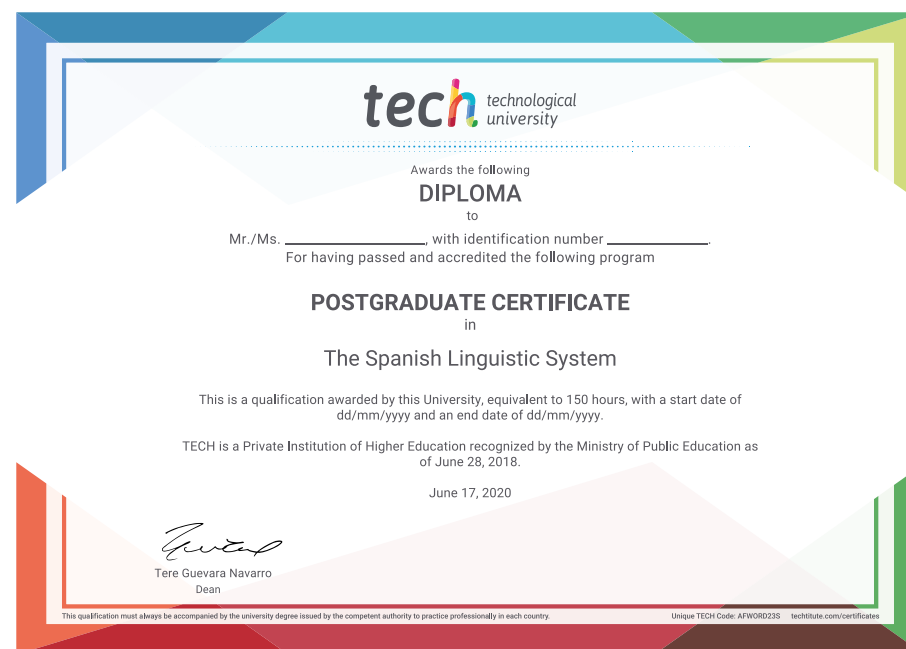 tech technological
university
Awards the following
DIPLOMA
to
Mr./Ms. ____________, with identification number ____________.
For having passed and accredited the following program
POSTGRADUATE CERTIFICATE
in
The Spanish Linguistic System
This is a qualification awarded by this University, equivalent to 150 hours, with a start date of
dd/mm/yyyy and an end date of dd/mm/yyyy.
TECH is a Private Institution of Higher Education recognized by the Ministry of Public Education as
of June 28, 2018.
June 17, 2020
Tere Guevara Navarro
Dean
This qualification must always be accompanied by the university degree issued by the competent authority to practice professionally in each country.
Unique TECH Code: AFWORD23S techtitute.com/certificates